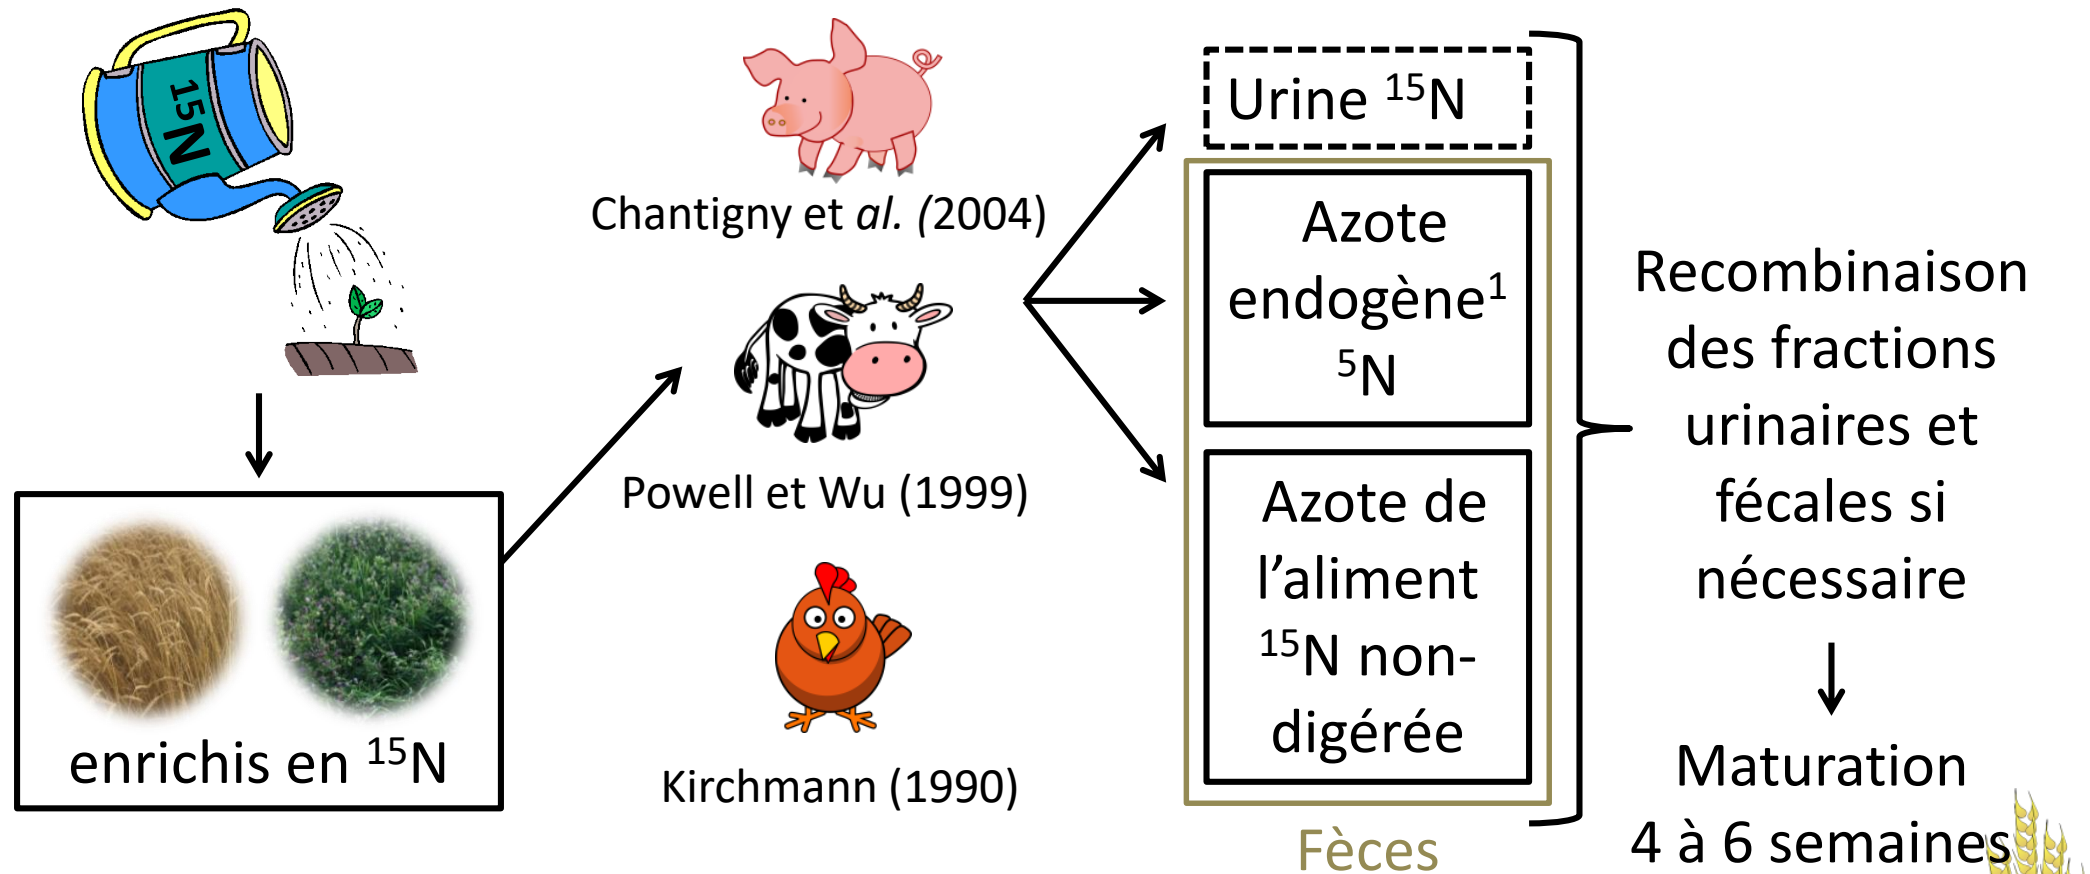 ¹⁵N
enrichis en ¹⁵N
Chantigny et al. (2004)
Powell et Wu (1999)
Kirchmann (1990)
Urine ¹⁵N
Azote
endogène¹
⁵N
Azote de
l’aliment
¹⁵N non-
digérée
Fèces
Recombinaison
des fractions
urinaires et
fécales si
nécessaire
Maturation
4 à 6 semaines